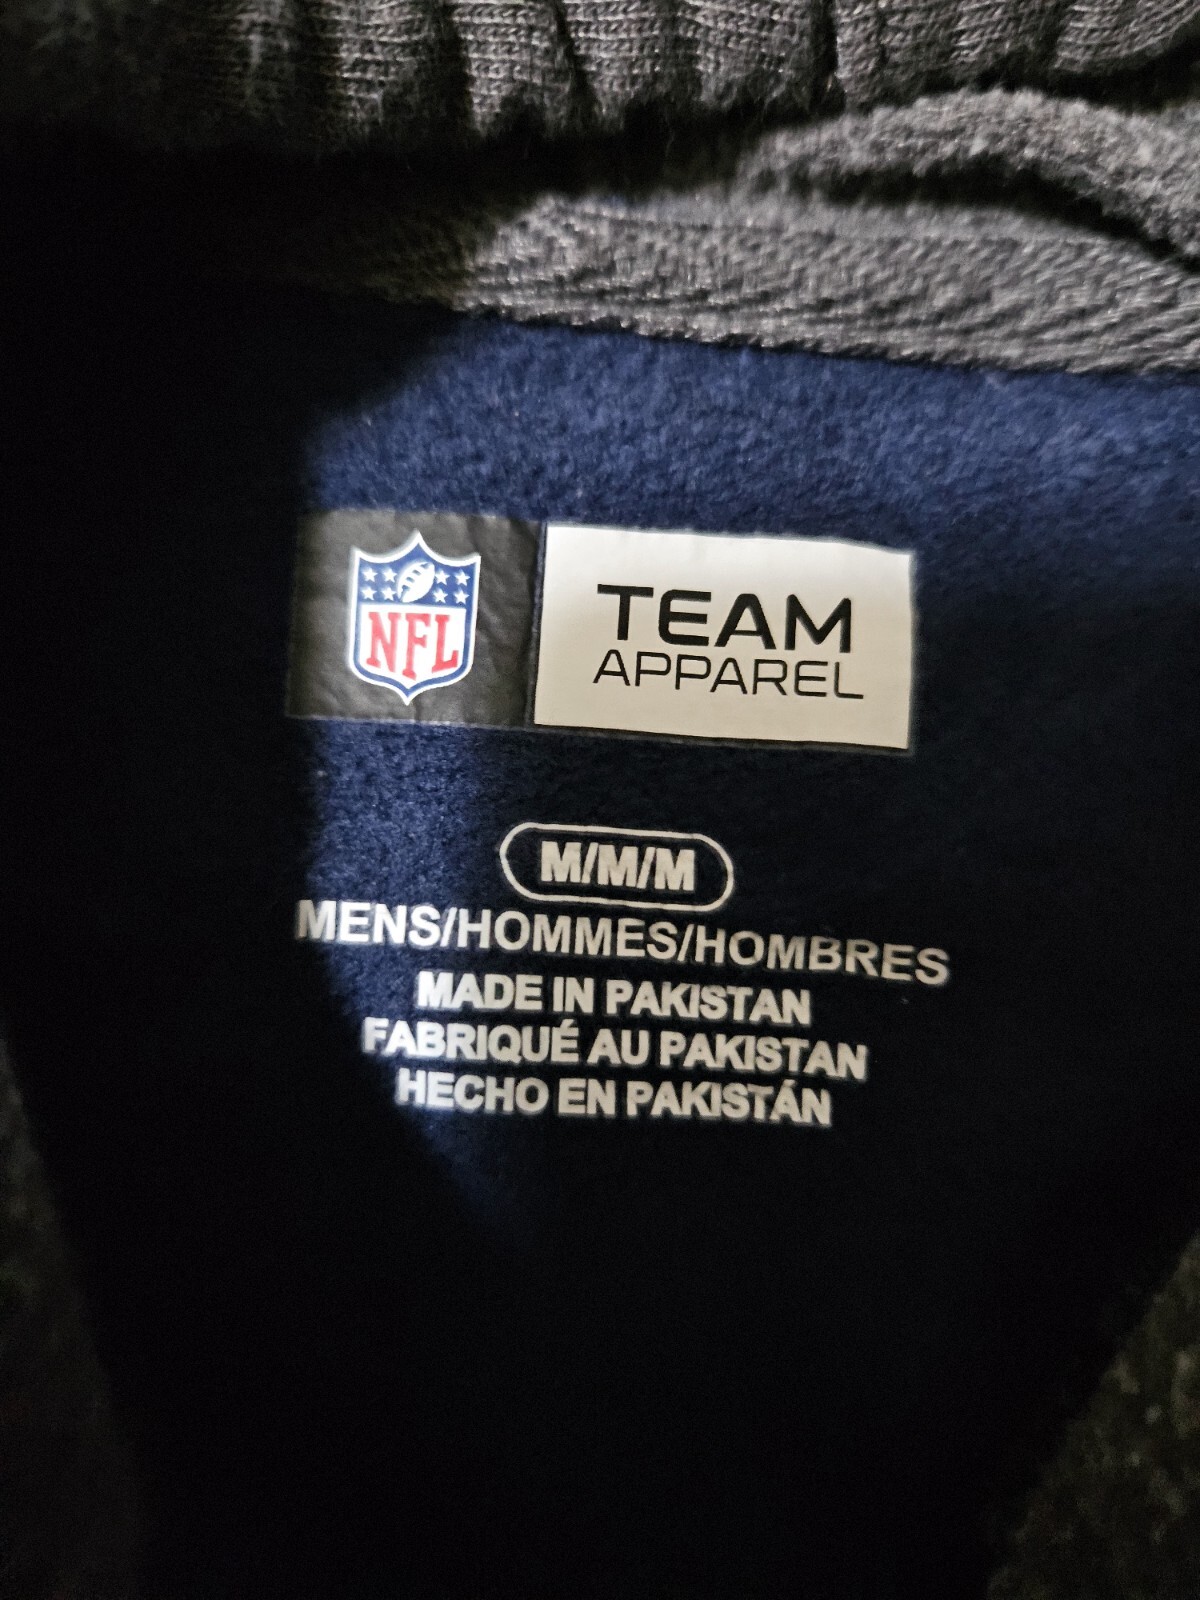 NFL
TEAM
APPAREL
M/M/M
MENS/HOMMES/HOMBRES
MADE IN PAKISTAN
FABRIQUÉ AU PAKISTAN
HECHO EN PAKISTÁN